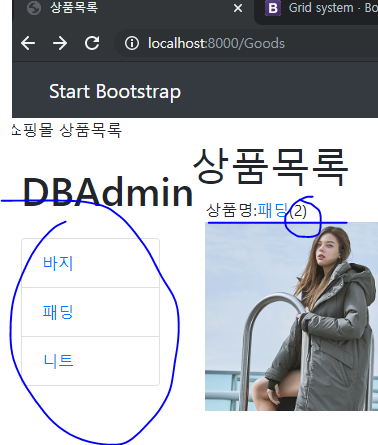 상품목록
Grid system · Bo
localhost:8000/Goods
Start Bootstrap
쇼핑몰 상품목록
상품목록
DBAdmin
상품명:패딩(2)
바지
패딩
니트